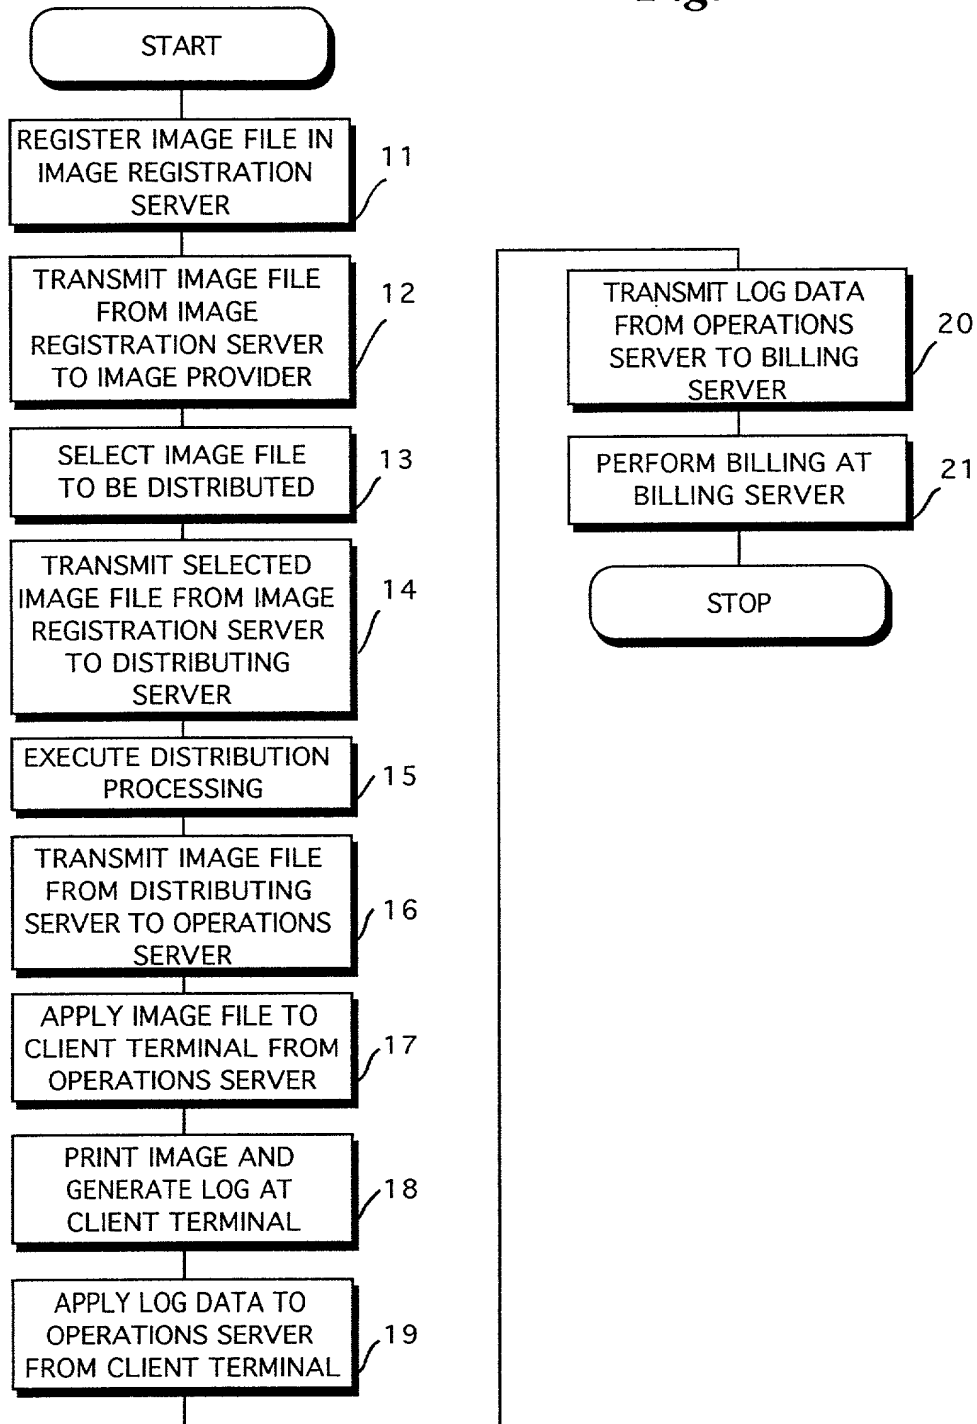 START
REGISTER IMAGE FILE IN
IMAGE REGISTRATION
SERVER
11
TRANSMIT IMAGE FILE
FROM IMAGE
REGISTRATION SERVER
TO IMAGE PROVIDER
12
SELECT IMAGE FILE
TO BE DISTRIBUTED
13
TRANSMIT SELECTED
IMAGE FILE FROM IMAGE
REGISTRATION SERVER
TO DISTRIBUTING
SERVER
14
EXECUTE DISTRIBUTION
PROCESSING
15
TRANSMIT IMAGE FILE
FROM DISTRIBUTING
SERVER TO OPERATIONS
SERVER
16
APPLY IMAGE FILE TO
CLIENT TERMINAL FROM
OPERATIONS SERVER
17
PRINT IMAGE AND
GENERATE LOG AT
CLIENT TERMINAL
18
APPLY LOG DATA TO
OPERATIONS SERVER
FROM CLIENT TERMINAL
19
TRANSMIT LOG DATA
FROM OPERATIONS
SERVER TO BILLING
SERVER
20
PERFORM BILLING AT
BILLING SERVER
21
STOP